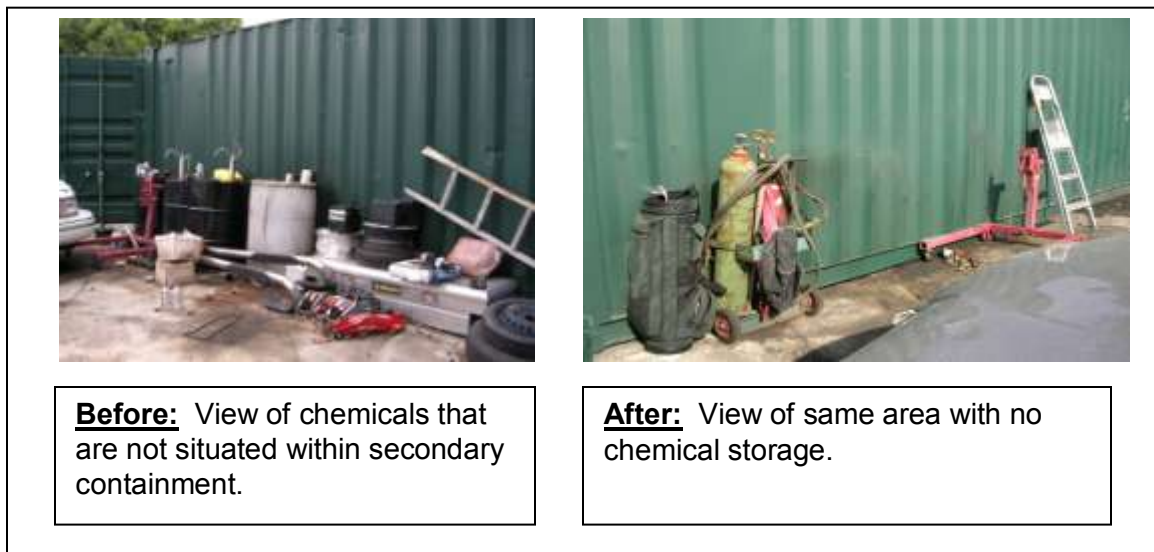 Before: View of chemicals that
are not situated within secondary
containment.
After: View of same area with no
chemical storage.